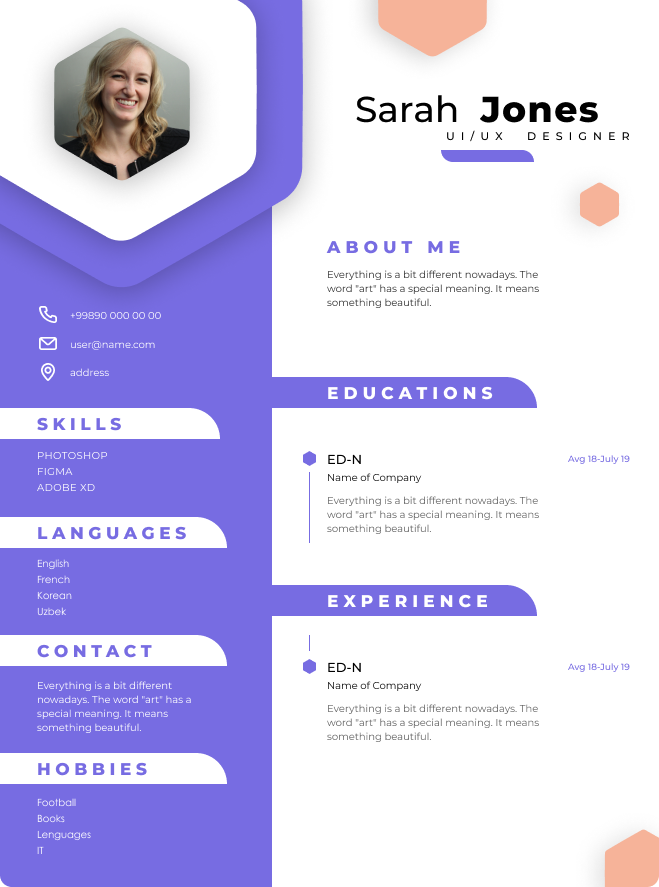 Sarah Jones
UI/UX DESIGNER
ABOUT ME
Everything is a bit different nowadays. The
word "art" has a special meaning. It means
something beautiful.
+99890 000 00 00
user@name.com
address
SKILLS
PHOTOSHOP
FIGMA
ADOBE XD
LANGUAGES
English
French
Korean
Uzbek
CONTACT
Everything is a bit different
nowadays. The word "art" has a
special meaning. It means
something beautiful.
HOBBIES
Football
Books
Lenguages
IT
EDUCATIONS
ED-N
Avg 18-July 19
Name of Company
Everything is a bit different nowadays. The
word "art" has a special meaning. It means
something beautiful.
EXPERIENCE
ED-N
Avg 18-July 19
Name of Company
Everything is a bit different nowadays. The
word "art" has a special meaning. It means
something beautiful.